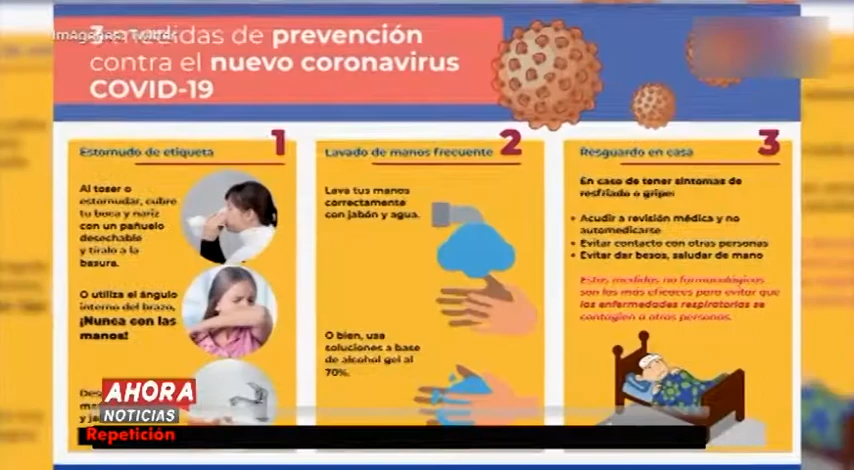 Imágenes: Twitter
3 medidas de prevención
contra el nuevo coronavirus
COVID-19
1
Estornudo de etiqueta
Al toser o
estornudar, cubre
tu boca y nariz
con un pañuelo
desechable
y tíralo a la
basura.
O utiliza el ángulo
interno del brazo,
¡Nunca con las
manos!
2
Lavado de manos frecuente
Lava tus manos
correctamente
con jabón y agua.
O bien, usa
soluciones a base
de alcohol gel al
70%.
3
Resguardo en casa
En caso de tener síntomas de
resfriado o gripe:
• Acudir a revisión médica y no
automedicarte
• Evitar contacto con otras personas
• Evitar dar besos, saludar de mano
Estas medidas no farmacológicas
son las más eficaces para evitar que
las enfermedades respiratorias se
contagien a otras personas.
AHORA
NOTICIAS
Repetición